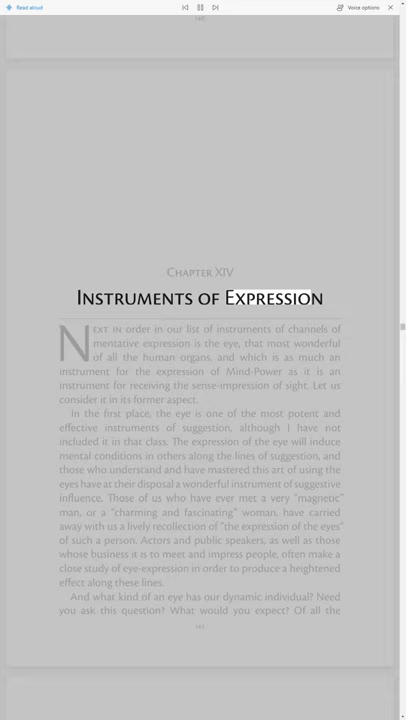 Read aloud
Voice options
CHAPTER XIV
INSTRUMENTS OF EXPRESSION
NEXT IN order in our list of instruments of channels of
mentative expression is the eye, that most wonderful
of all the human organs, and which is as much an
instrument for the expression of Mind-Power as it is an
instrument for receiving the sense-impression of sight. Let us
consider it in its former aspect.
In the first place, the eye is one of the most potent and
effective instruments of suggestion, although I have not
included it in that class. The expression of the eye will induce
mental conditions in others along the lines of suggestion, and
those who understand and have mastered this art of using the
eyes have at their disposal a wonderful instrument of suggestive
influence. Those of us who have ever met a very "magnetic"
man, or a "charming and fascinating" woman, have carried
away with us a lively recollection of "the expression of the eyes"
of such a person. Actors and public speakers, as well as those
whose business it is to meet and impress people, often make a
close study of eye-expression in order to produce a heightened
effect along these lines.
And what kind of an eye has our dynamic individual? Need
you ask this question? What would you expect? Of all the